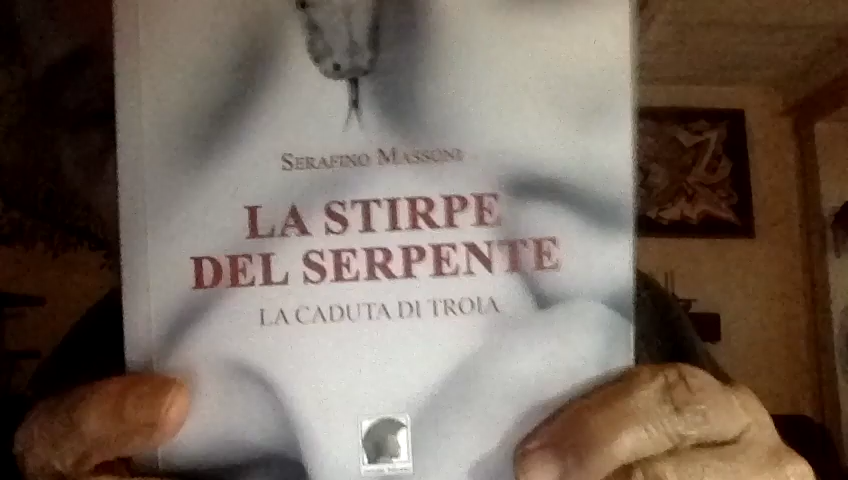 SERAFINO MASSONI
LA STIRPE
DEL SERPENTE
LA CADUTA DI TROIA